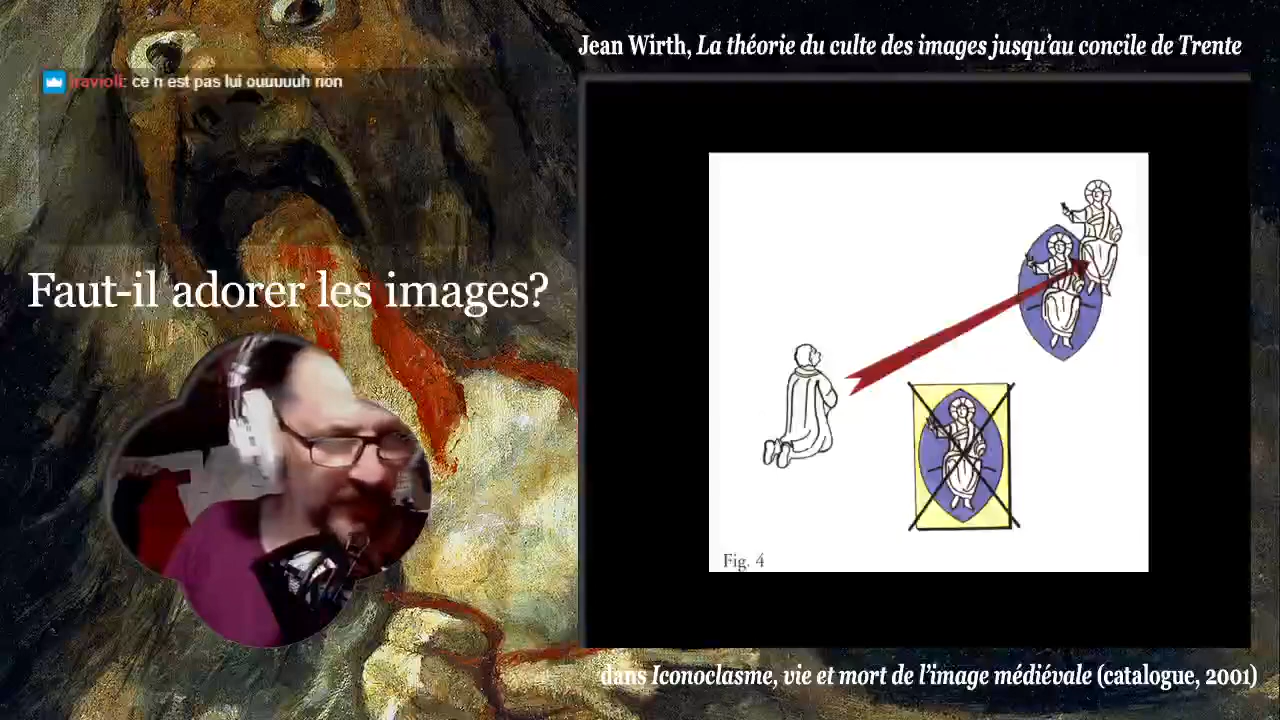 Jean Wirth, La théorie du culte des images jusqu'au concile de Trente
iravioli: ce n est pas lui ouuuuuh non
Faut-il adorer les images?
Fig. 4
dans Iconoclasme, vie et mort de l'image médiévale (catalogue, 2001)